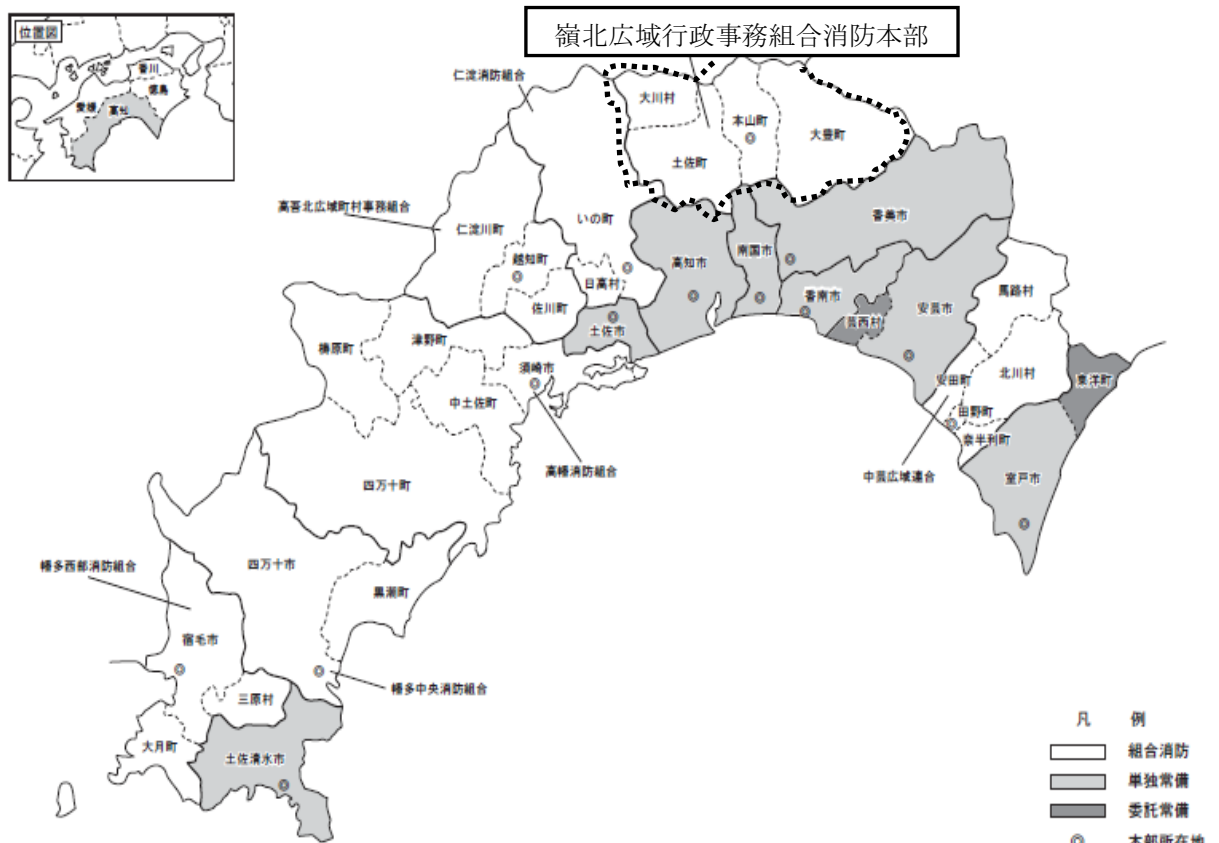 位置図
香川
徳島
愛媛
高知
嶺北広域行政事務組合消防本部
仁淀消防組合
大川村
本山町
大豊町
土佐町
高吾北広域町村事務組合
いの町
香美市
仁淀川町
越知町
高知市
南国市
日高村
馬路村
佐川町
香南市
安芸市
芸西村
土佐市
津野町
梼原町
須崎市
北川村
東洋町
安田町
中土佐町
田野町
奈半利町
高幡消防組合
中芸広域連合
室戸市
四万十町
四万十市
幡多西部消防組合
黒潮町
宿毛市
幡多中央消防組合
三原村
大月町
土佐清水市
凡 例
組合消防
単独常備
委託常備
◎ 本部所在地